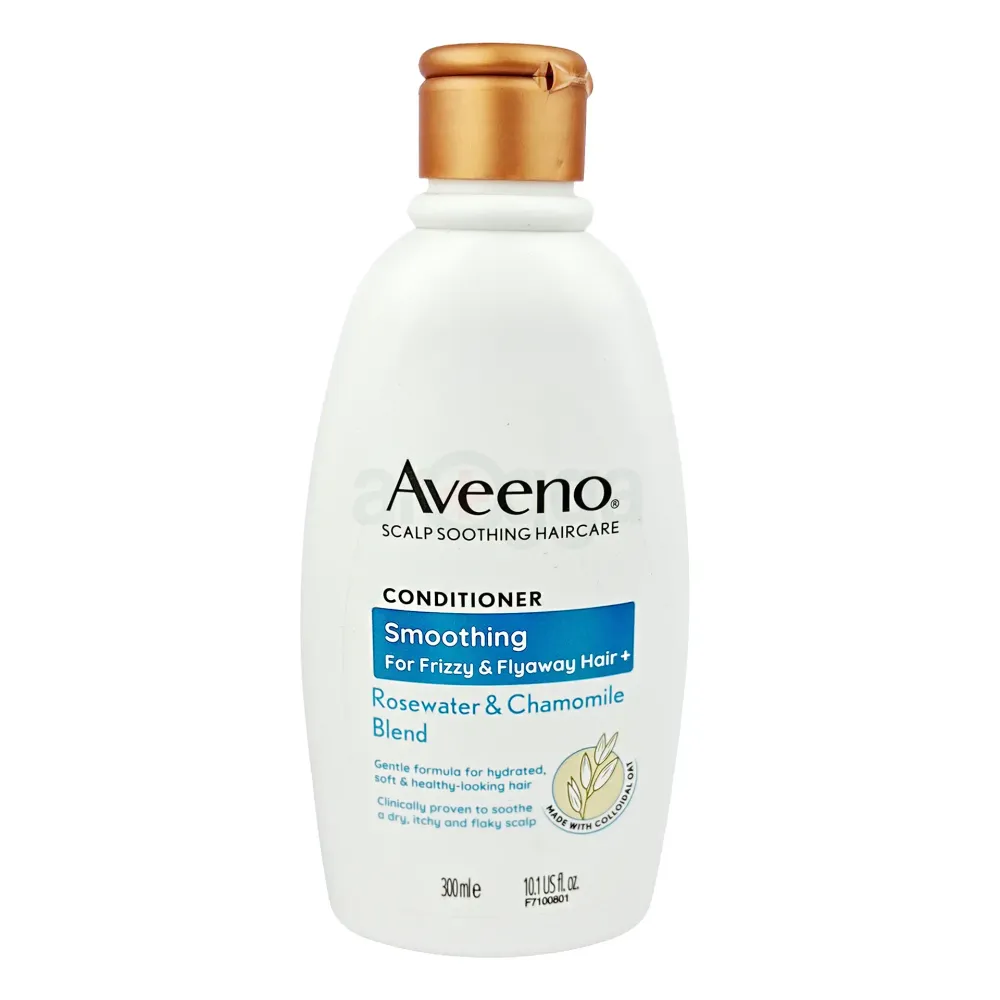 Aveeno®
SCALP SOOTHING HAIRCARE
CONDITIONER
Smoothing
For Frizzy & Flyaway Hair +
Rosewater & Chamomile
Blend
Gentle formula for hydrated,
soft & healthy-looking hair
Clinically proven to soothe
a dry, itchy and flaky scalp
MADE WITH COLLOIDAL OAT
300 ml e 10.1 US fl. oz.
F7100801